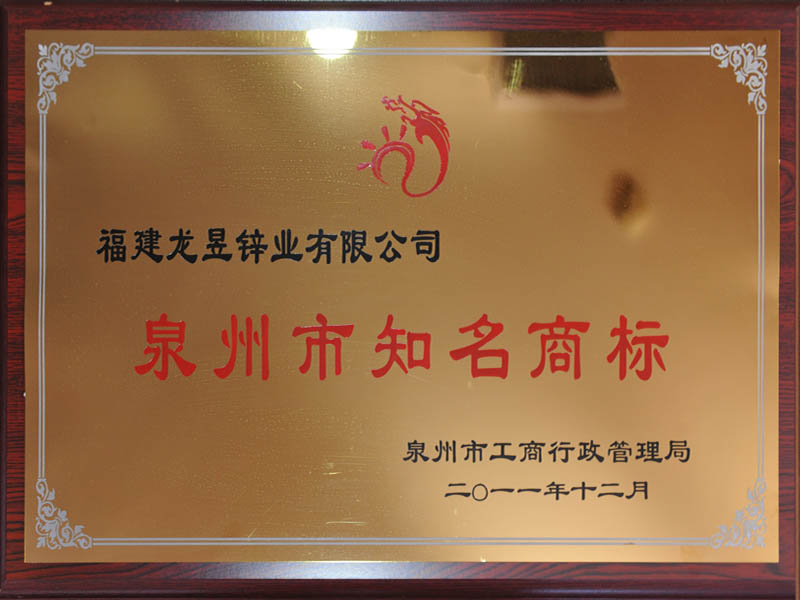 福建龙昱锌业有限公司
泉州市知名商标
泉州市工商行政管理局
二〇一一年十二月